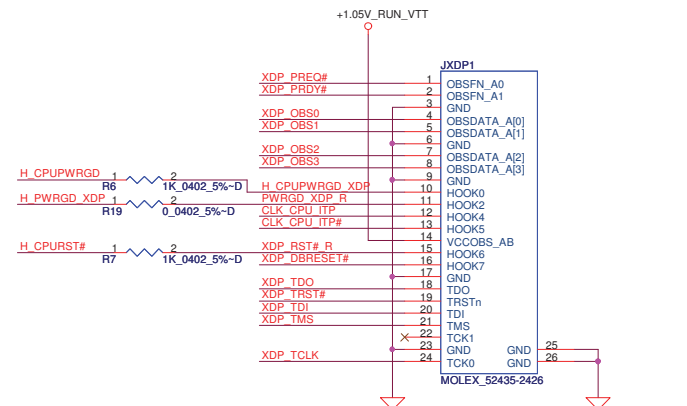 +1.05V_RUN_VTT
JXDP1
XDP_PREQ# 1 OBSFN_A0
XDP_PRDY# 2 OBSFN_A1
3 GND
XDP_OBS0 4 OBSDATA_A[0]
XDP_OBS1 5 OBSDATA_A[1]
6 GND
XDP_OBS2 7 OBSDATA_A[2]
XDP_OBS3 8 OBSDATA_A[3]
9 GND
H_CPUPWRGD 1 2 H_CPUPWRGD_XDP 10 HOOK0
R6 1K_0402_5%~D
H_PWRGD_XDP 1 2 PWRGD_XDP_R 11 HOOK2
R19 0_0402_5%~D
CLK_CPU_ITP 12 HOOK4
CLK_CPU_ITP# 13 HOOK5
14 VCCOBS_AB
H_CPURST# 1 2 XDP_RST#_R 15 HOOK6
R7 1K_0402_5%~D
XDP_DBRESET# 16 HOOK7
17 GND
XDP_TDO 18 TDO
XDP_TRST# 19 TRSTn
XDP_TDI 20 TDI
XDP_TMS 21 TMS
22 TCK1
23 GND GND 25
XDP_TCLK 24 TCK0 GND 26
MOLEX_52435-2426